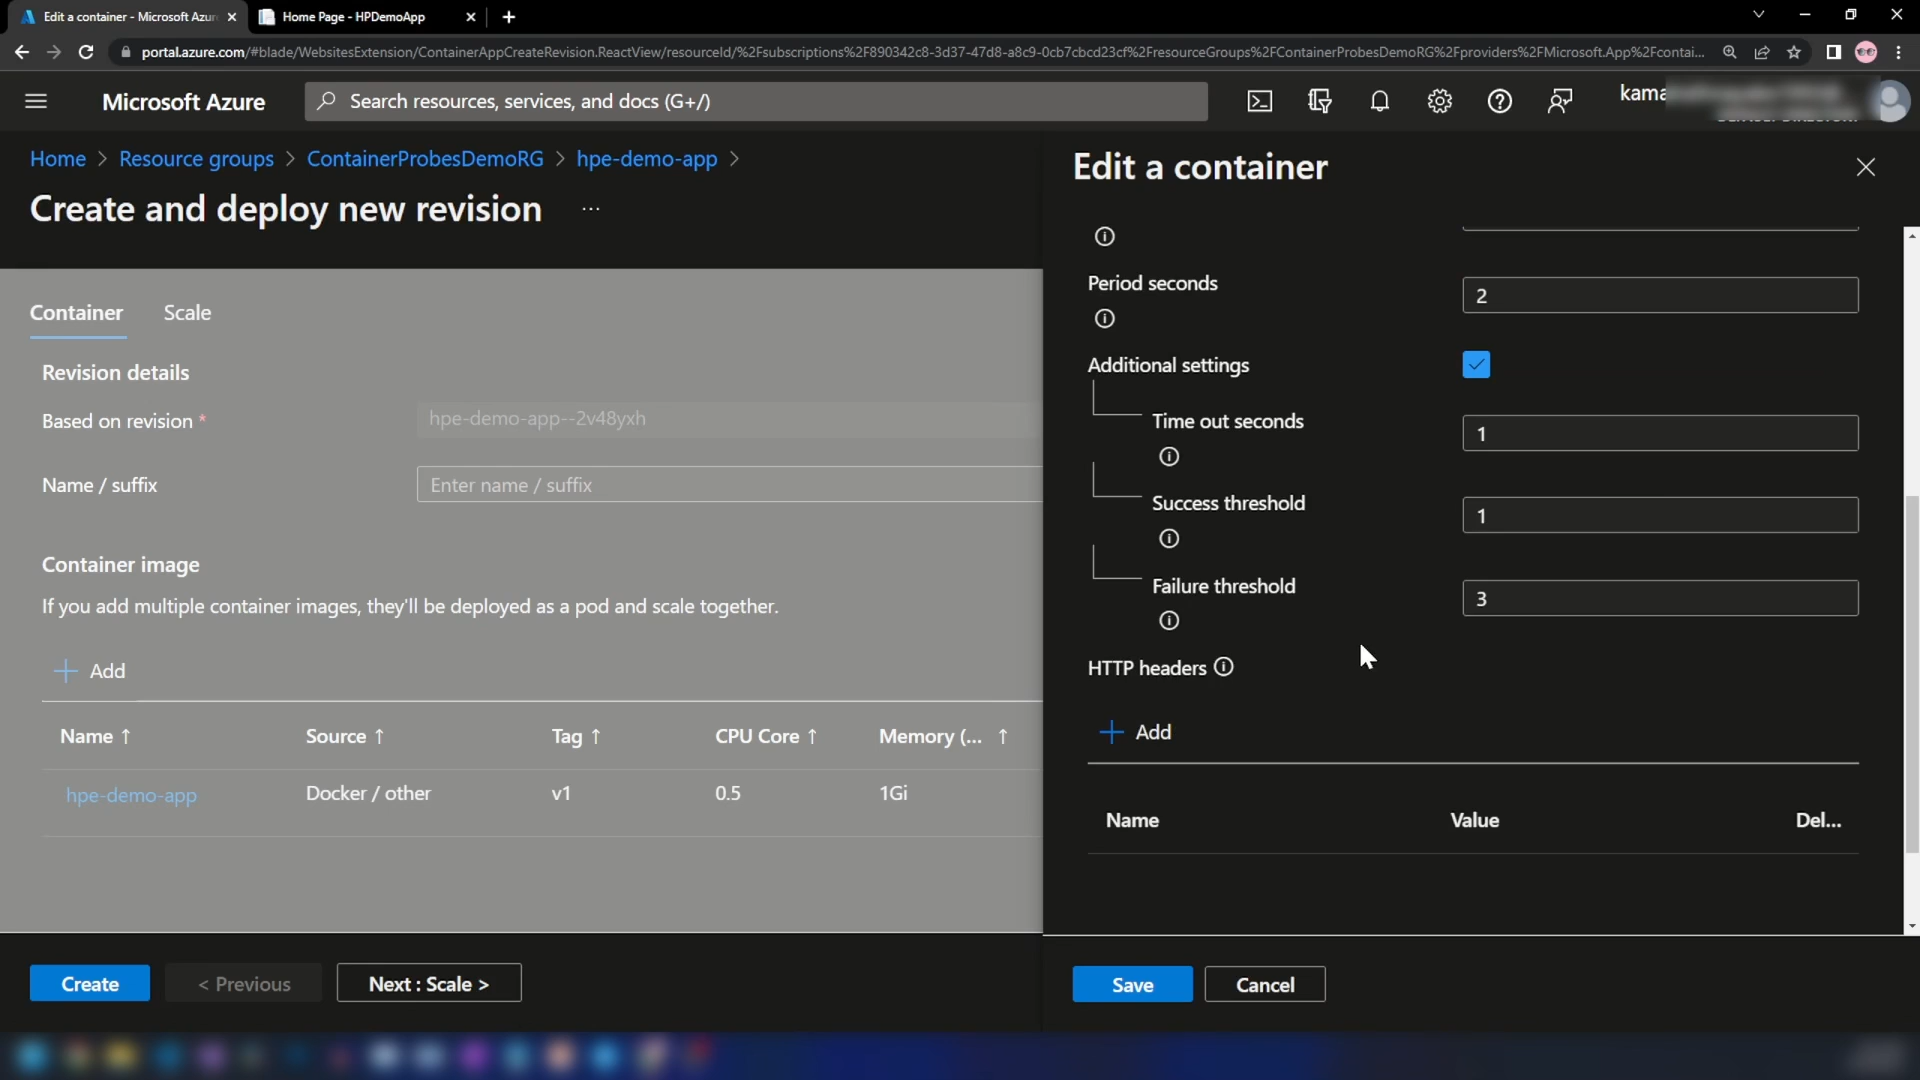 Edit a container - Microsoft Azu
Home Page - HPDemoApp
portal.azure.com/#blade/WebsitesExtension/ContainerAppCreateRevision.ReactView/resourceId/%2Fsubscriptions%2F890342c8-3d37-47d8-a8c9-0cb7cbcd23cf%2FresourceGroups%2FContainerProbesDemoRG%2Fproviders%2FMicrosoft.App%2Fcontai...
Microsoft Azure
Search resources, services, and docs (G+/)
kama
Home > Resource groups > ContainerProbesDemoRG > hpe-demo-app >
Create and deploy new revision ...
Container Scale
Revision details
Based on revision *
hpe-demo-app--2v48yxh
Name / suffix
Enter name / suffix
Container image
If you add multiple container images, they'll be deployed as a pod and scale together.
+ Add
Name ↑ Source ↑ Tag ↑ CPU Core ↑ Memory (... ↑
hpe-demo-app Docker / other v1 0.5 1Gi
Create < Previous Next : Scale >
Edit a container
Period seconds
2
Additional settings
Time out seconds
1
Success threshold
1
Failure threshold
3
HTTP headers
+ Add
Name Value Del...
Save Cancel